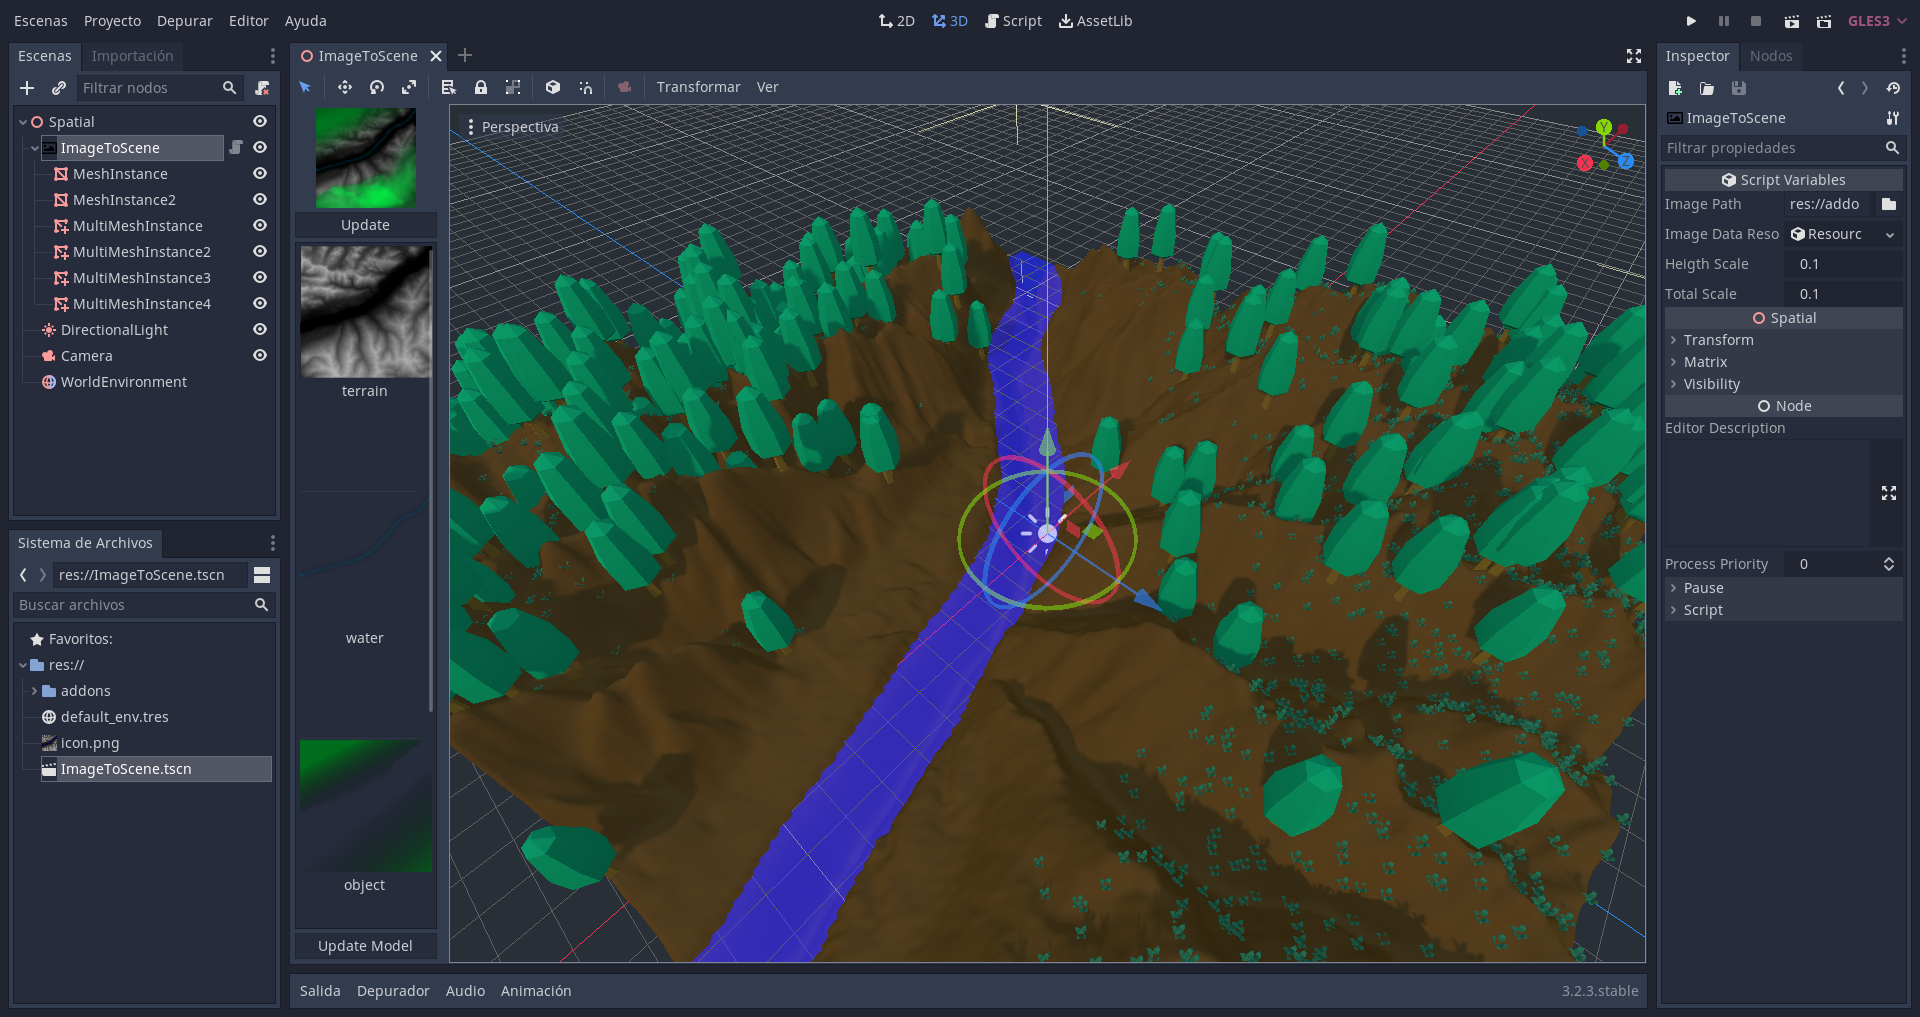 Escenas Proyecto Depurar Editor Ayuda
2D 3D Script AssetLib
GLES3
Escenas Importación
Filtrar nodos
Spatial
ImageToScene
MeshInstance
MeshInstance2
MultiMeshInstance
MultiMeshInstance2
MultiMeshInstance3
MultiMeshInstance4
DirectionalLight
Camera
WorldEnvironment
Sistema de Archivos
res://ImageToScene.tscn
Buscar archivos
Favoritos:
res://
addons
default_env.tres
icon.png
ImageToScene.tscn
ImageToScene
Transformar Ver
Update
terrain
water
object
Update Model
Perspectiva
Y
X
Z
Salida Depurador Audio Animación
3.2.3.stable
Inspector Nodos
ImageToScene
Filtrar propiedades
Script Variables
Image Path res://addo
Image Data Reso Resourc
Heigth Scale 0.1
Total Scale 0.1
Spatial
Transform
Matrix
Visibility
Node
Editor Description
Process Priority 0
Pause
Script